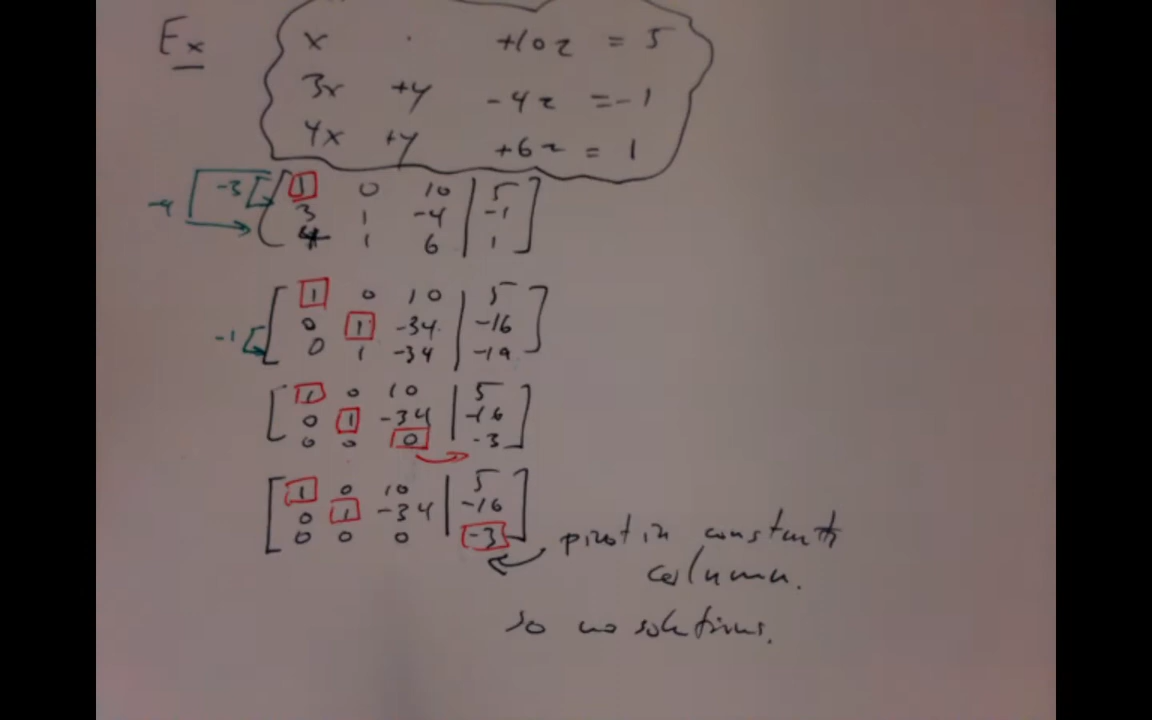 Ex x +10z = 5
3x +y -4z = -1
4x +y +6z = 1
-3 1 0 10 | 5
-4 3 1 -4 | -1
4 1 6 | 1
1 0 10 | 5
-1 0 1 -34 | -16
0 1 -34 | -19
1 0 10 | 5
0 1 -34 | -16
0 0 0 | -3
1 0 10 | 5
0 1 -34 | -16
0 0 0 | -3 pivot in constants
column.
so no solutions.